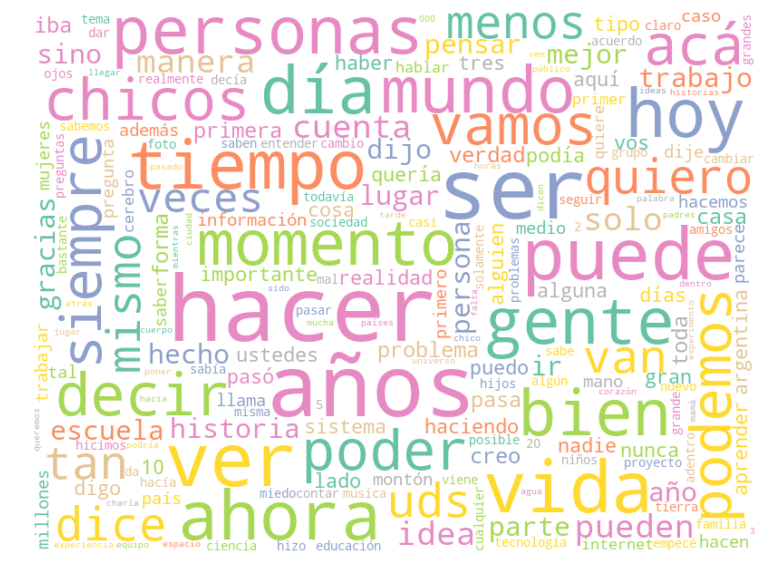 iba
tema
dar
personas
000
menos
tipo
claro
caso
grandes
sino
ojos
llegar
manera
realmente
decía
haber
hablar
pensar
tres
acuerdo
mejor
aquí
ven
público
acá
trabajo
chicos
día
mundo
vamos
hoy
quiere
primer
ideas
historias
mujeres
preguntas
sabemos
además
primera
cuenta
dijo
verdad
podía
dije
grupo
vos
cambiar
siempre
pregunta
cerebro
foto
pasado
tiempo
saben
entender
cambio
quería
horas
ser
dicen
quiero
palabra
hacemos
gracias
bastante
atrás
mismo
veces
todavía
cosa
lugar
información
sociedad
casi
tarde
persona
alguien
seguir
solo
padres
casa
amigos
parece
mientras
ciudad
momento
medio
2
problemas
solamente
puede
saber
forma
importante
mal
realidad
primero
alguna
días
dentro
jugar
cuerpo
hacer
sido
pasar
mucha
países
falta
chico
gente
toda
experimento
trabajar
tal
hecho
ustedes
problema
universo
puedo
ir
sabe
van
gran
argentina
nuevo
aprender
podemos
decir
hacia
poner
sabía
pasó
llama
misma
años
5
pasa
hijos
algún
mano
corazón
bien
mamá
grande
adentro
queremos
escuela
hicimos
podría
historia
sistema
haciendo
posible
20
niños
nadie
nunca
proyecto
tan
da
hacía
10
ver
poder
lado
montón
creo
viene
vida
año
agua
tierra
familia
millones
digo
país
charla
miedo
contar
música
uds
idea
cualquier
parte
pueden
dice
ahora
experiencia
equipo
espacio
ciencia
hizo
educación
tecnología
internet
empecé
hacen
3